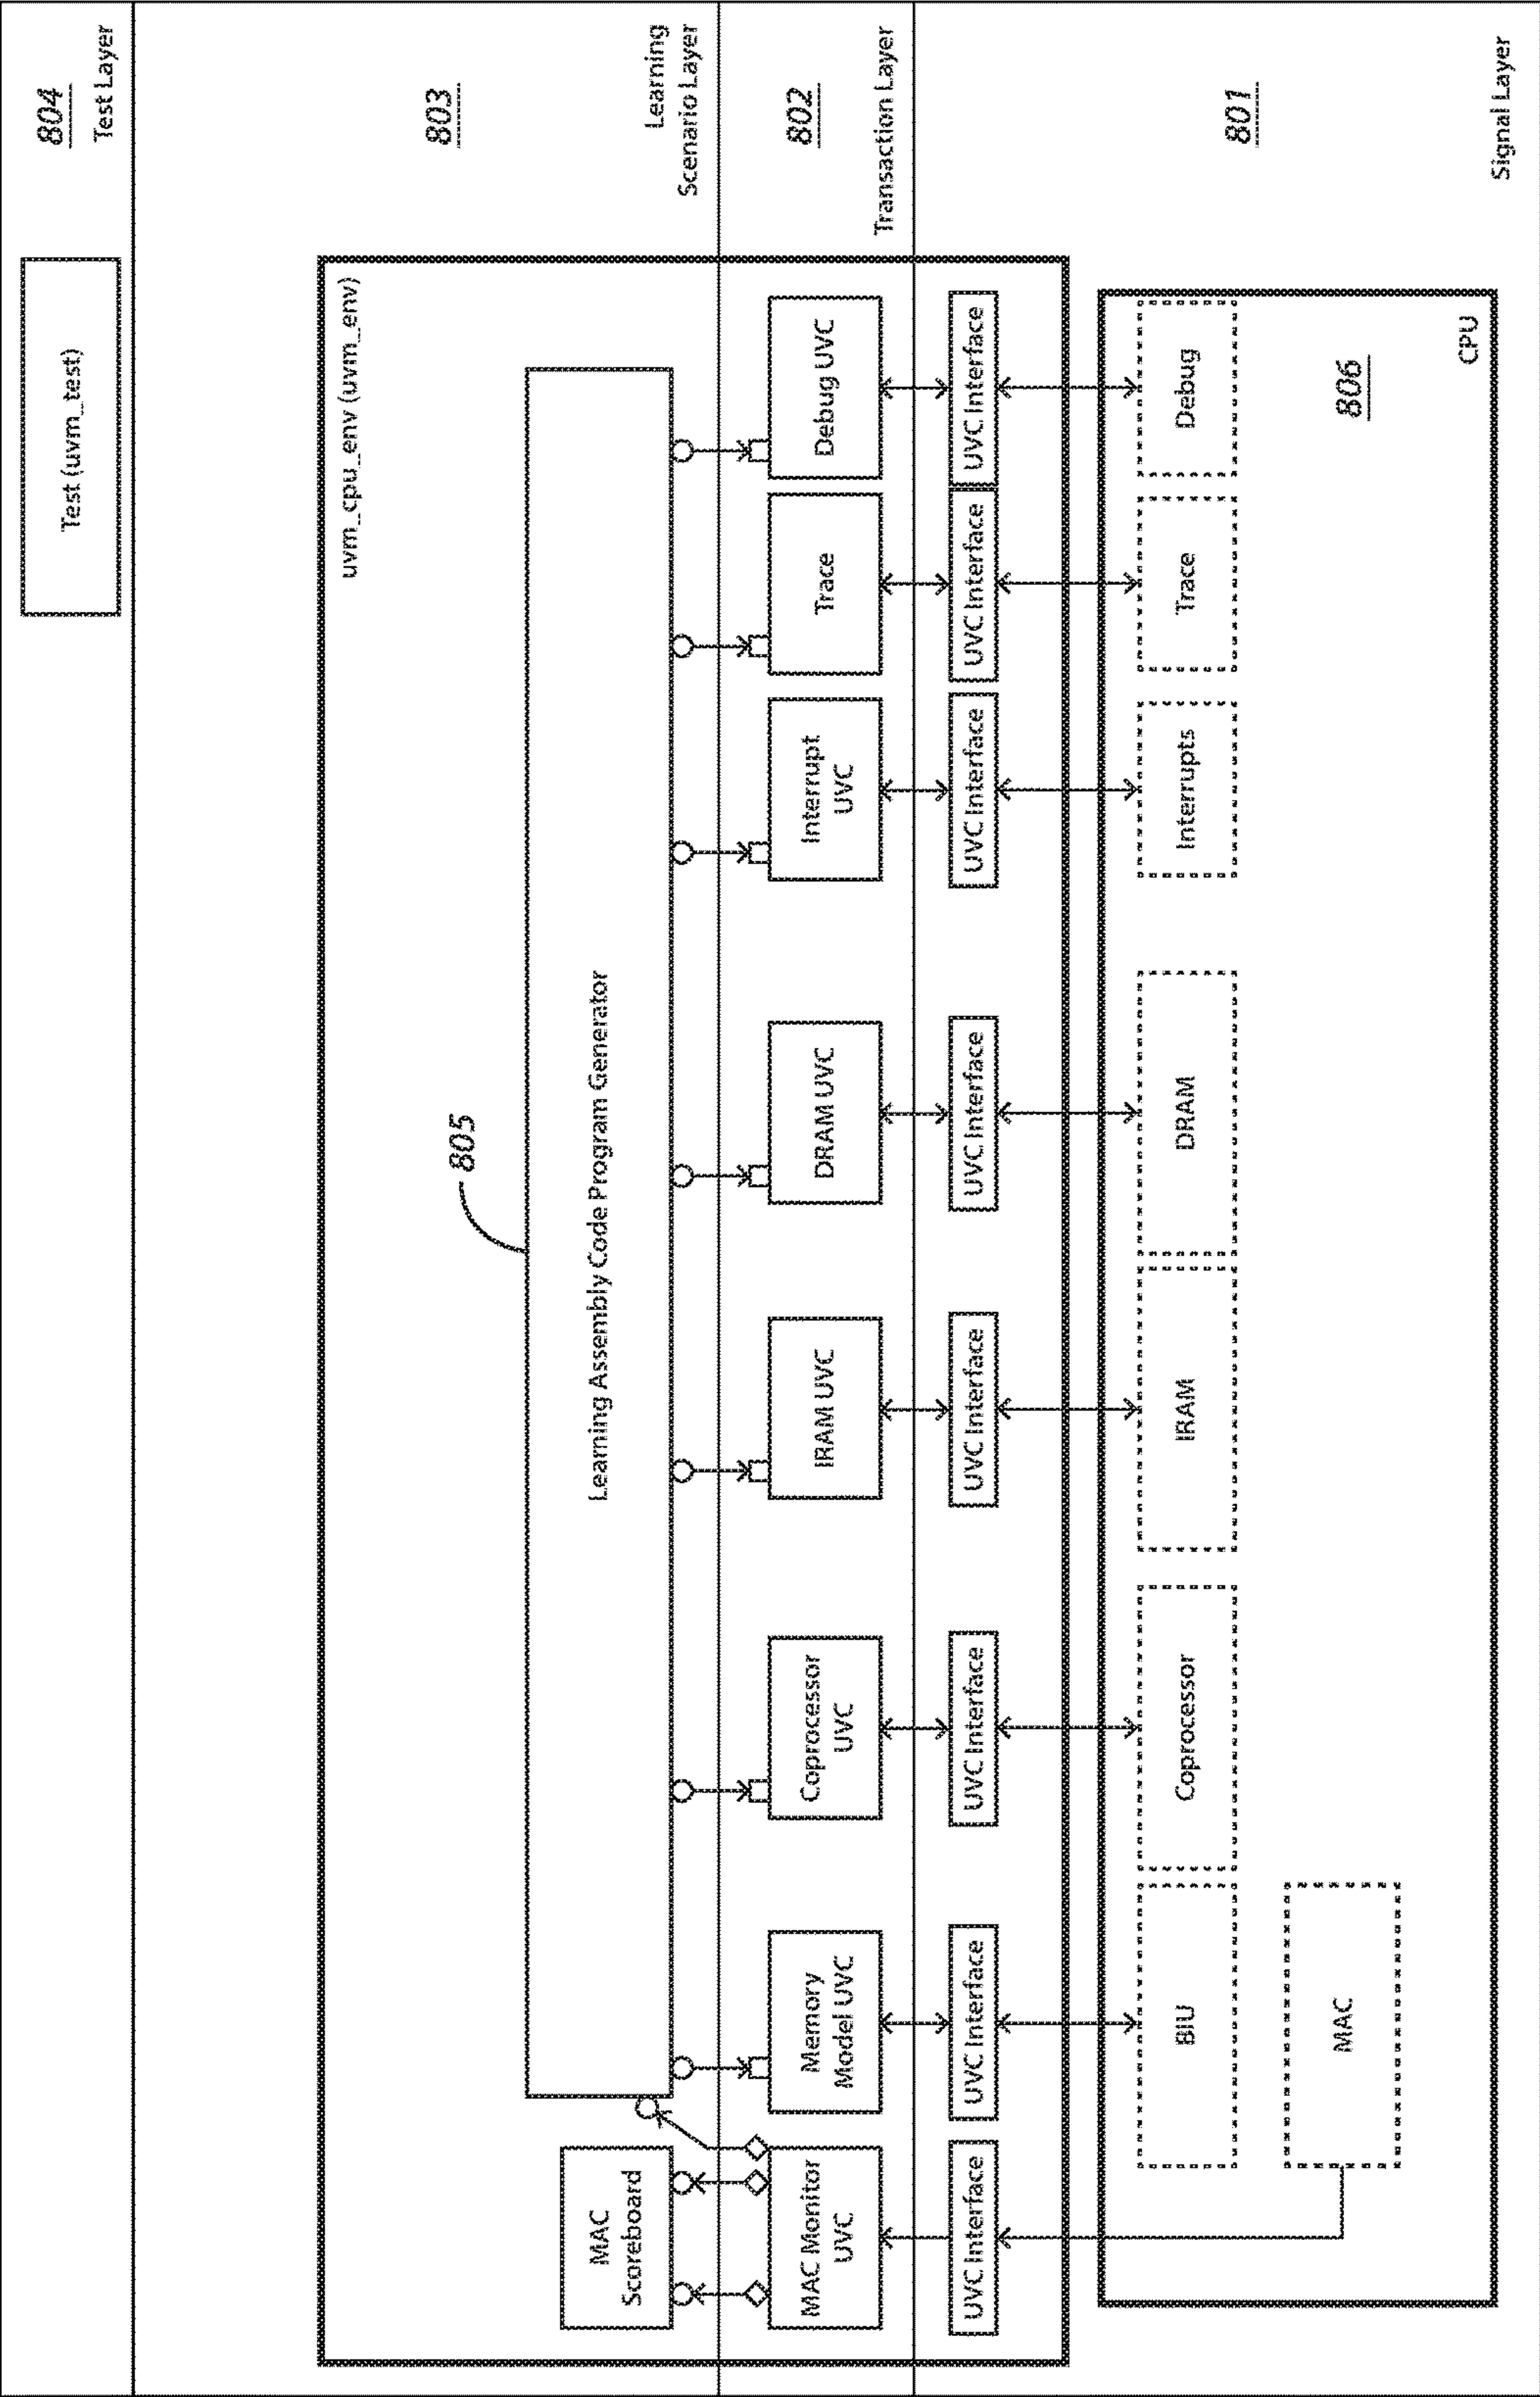 804
Test Layer
Test (uvm_test)
803
Learning
Scenario Layer
uvm_cpu_env (uvm_env)
805
Learning Assembly Code Program Generator
MAC
Scoreboard
802
Transaction Layer
MAC Monitor
UVC
Memory
Model UVC
Coprocessor
UVC
IRAM UVC
DRAM UVC
Interrupt
UVC
Trace
Debug UVC
801
Signal Layer
UVC Interface
UVC Interface
UVC Interface
UVC Interface
UVC Interface
UVC Interface
UVC Interface
UVC Interface
BIU
Coprocessor
IRAM
DRAM
Interrupts
Trace
Debug
MAC
806
CPU